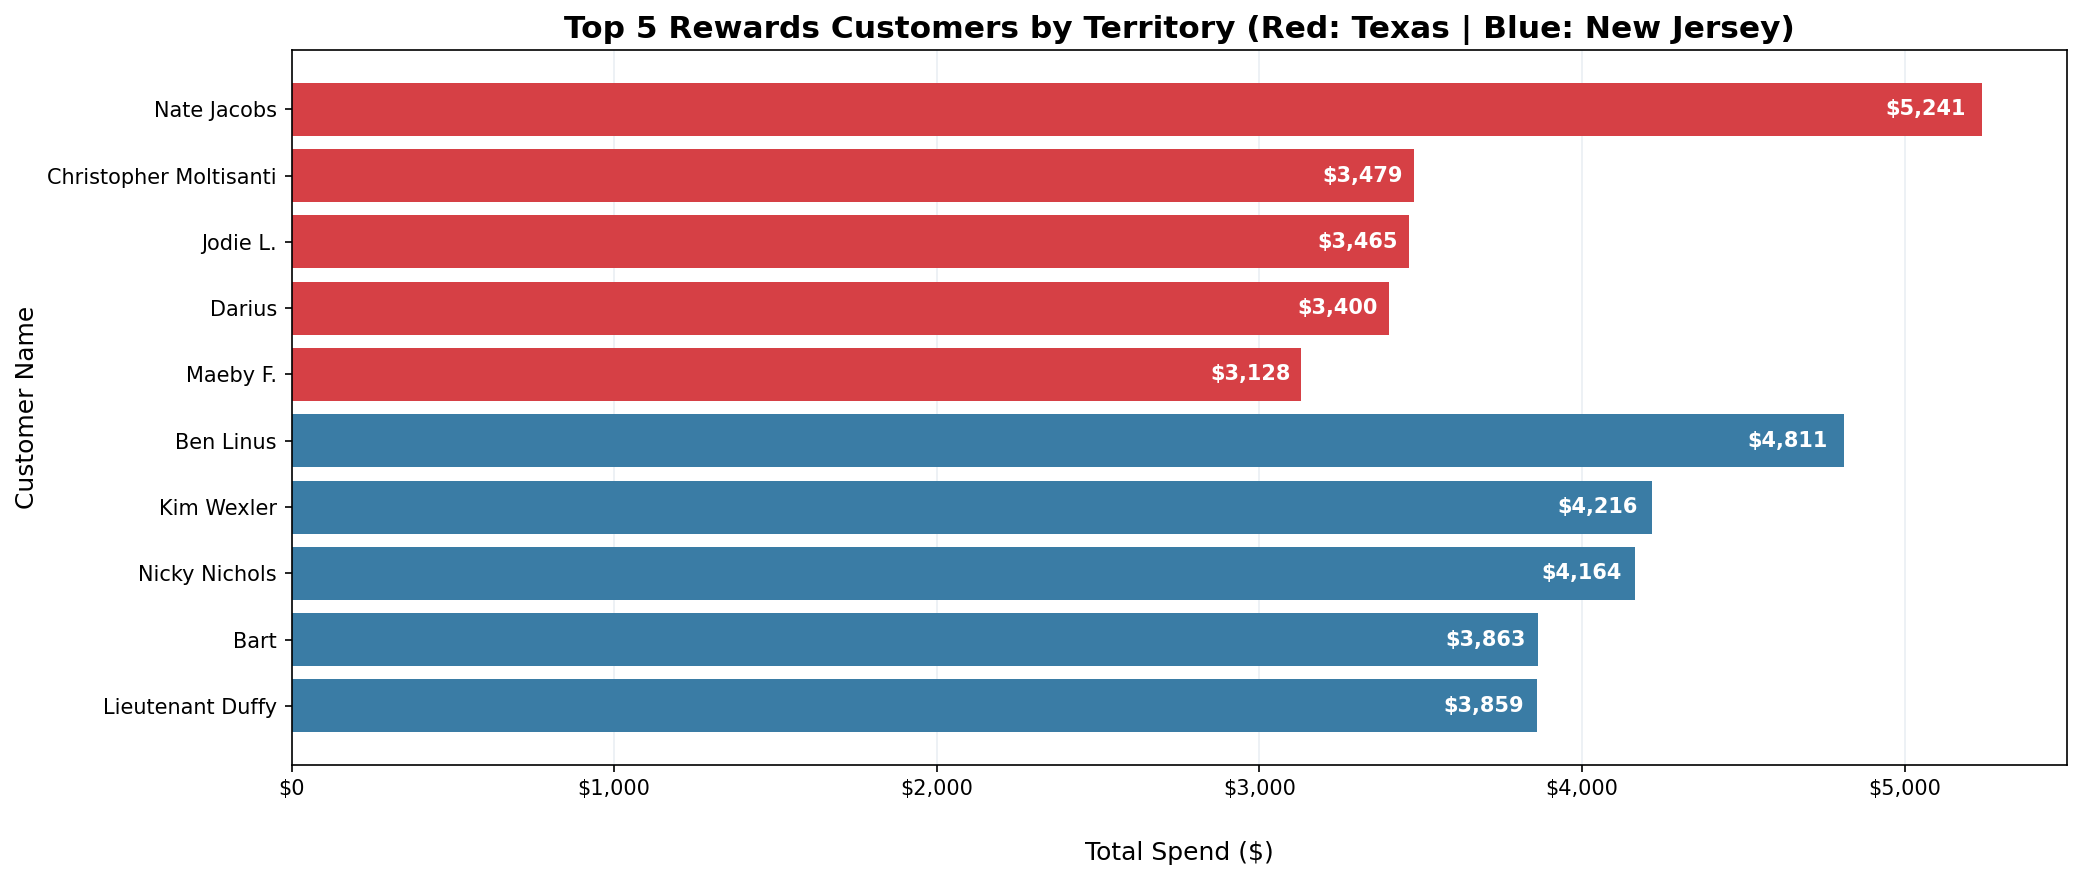 Top 5 Rewards Customers by Territory (Red: Texas | Blue: New Jersey)
Customer Name
Nate Jacobs $5,241
Christopher Moltisanti $3,479
Jodie L. $3,465
Darius $3,400
Maeby F. $3,128
Ben Linus $4,811
Kim Wexler $4,216
Nicky Nichols $4,164
Bart $3,863
Lieutenant Duffy $3,859
$0 $1,000 $2,000 $3,000 $4,000 $5,000
Total Spend ($)